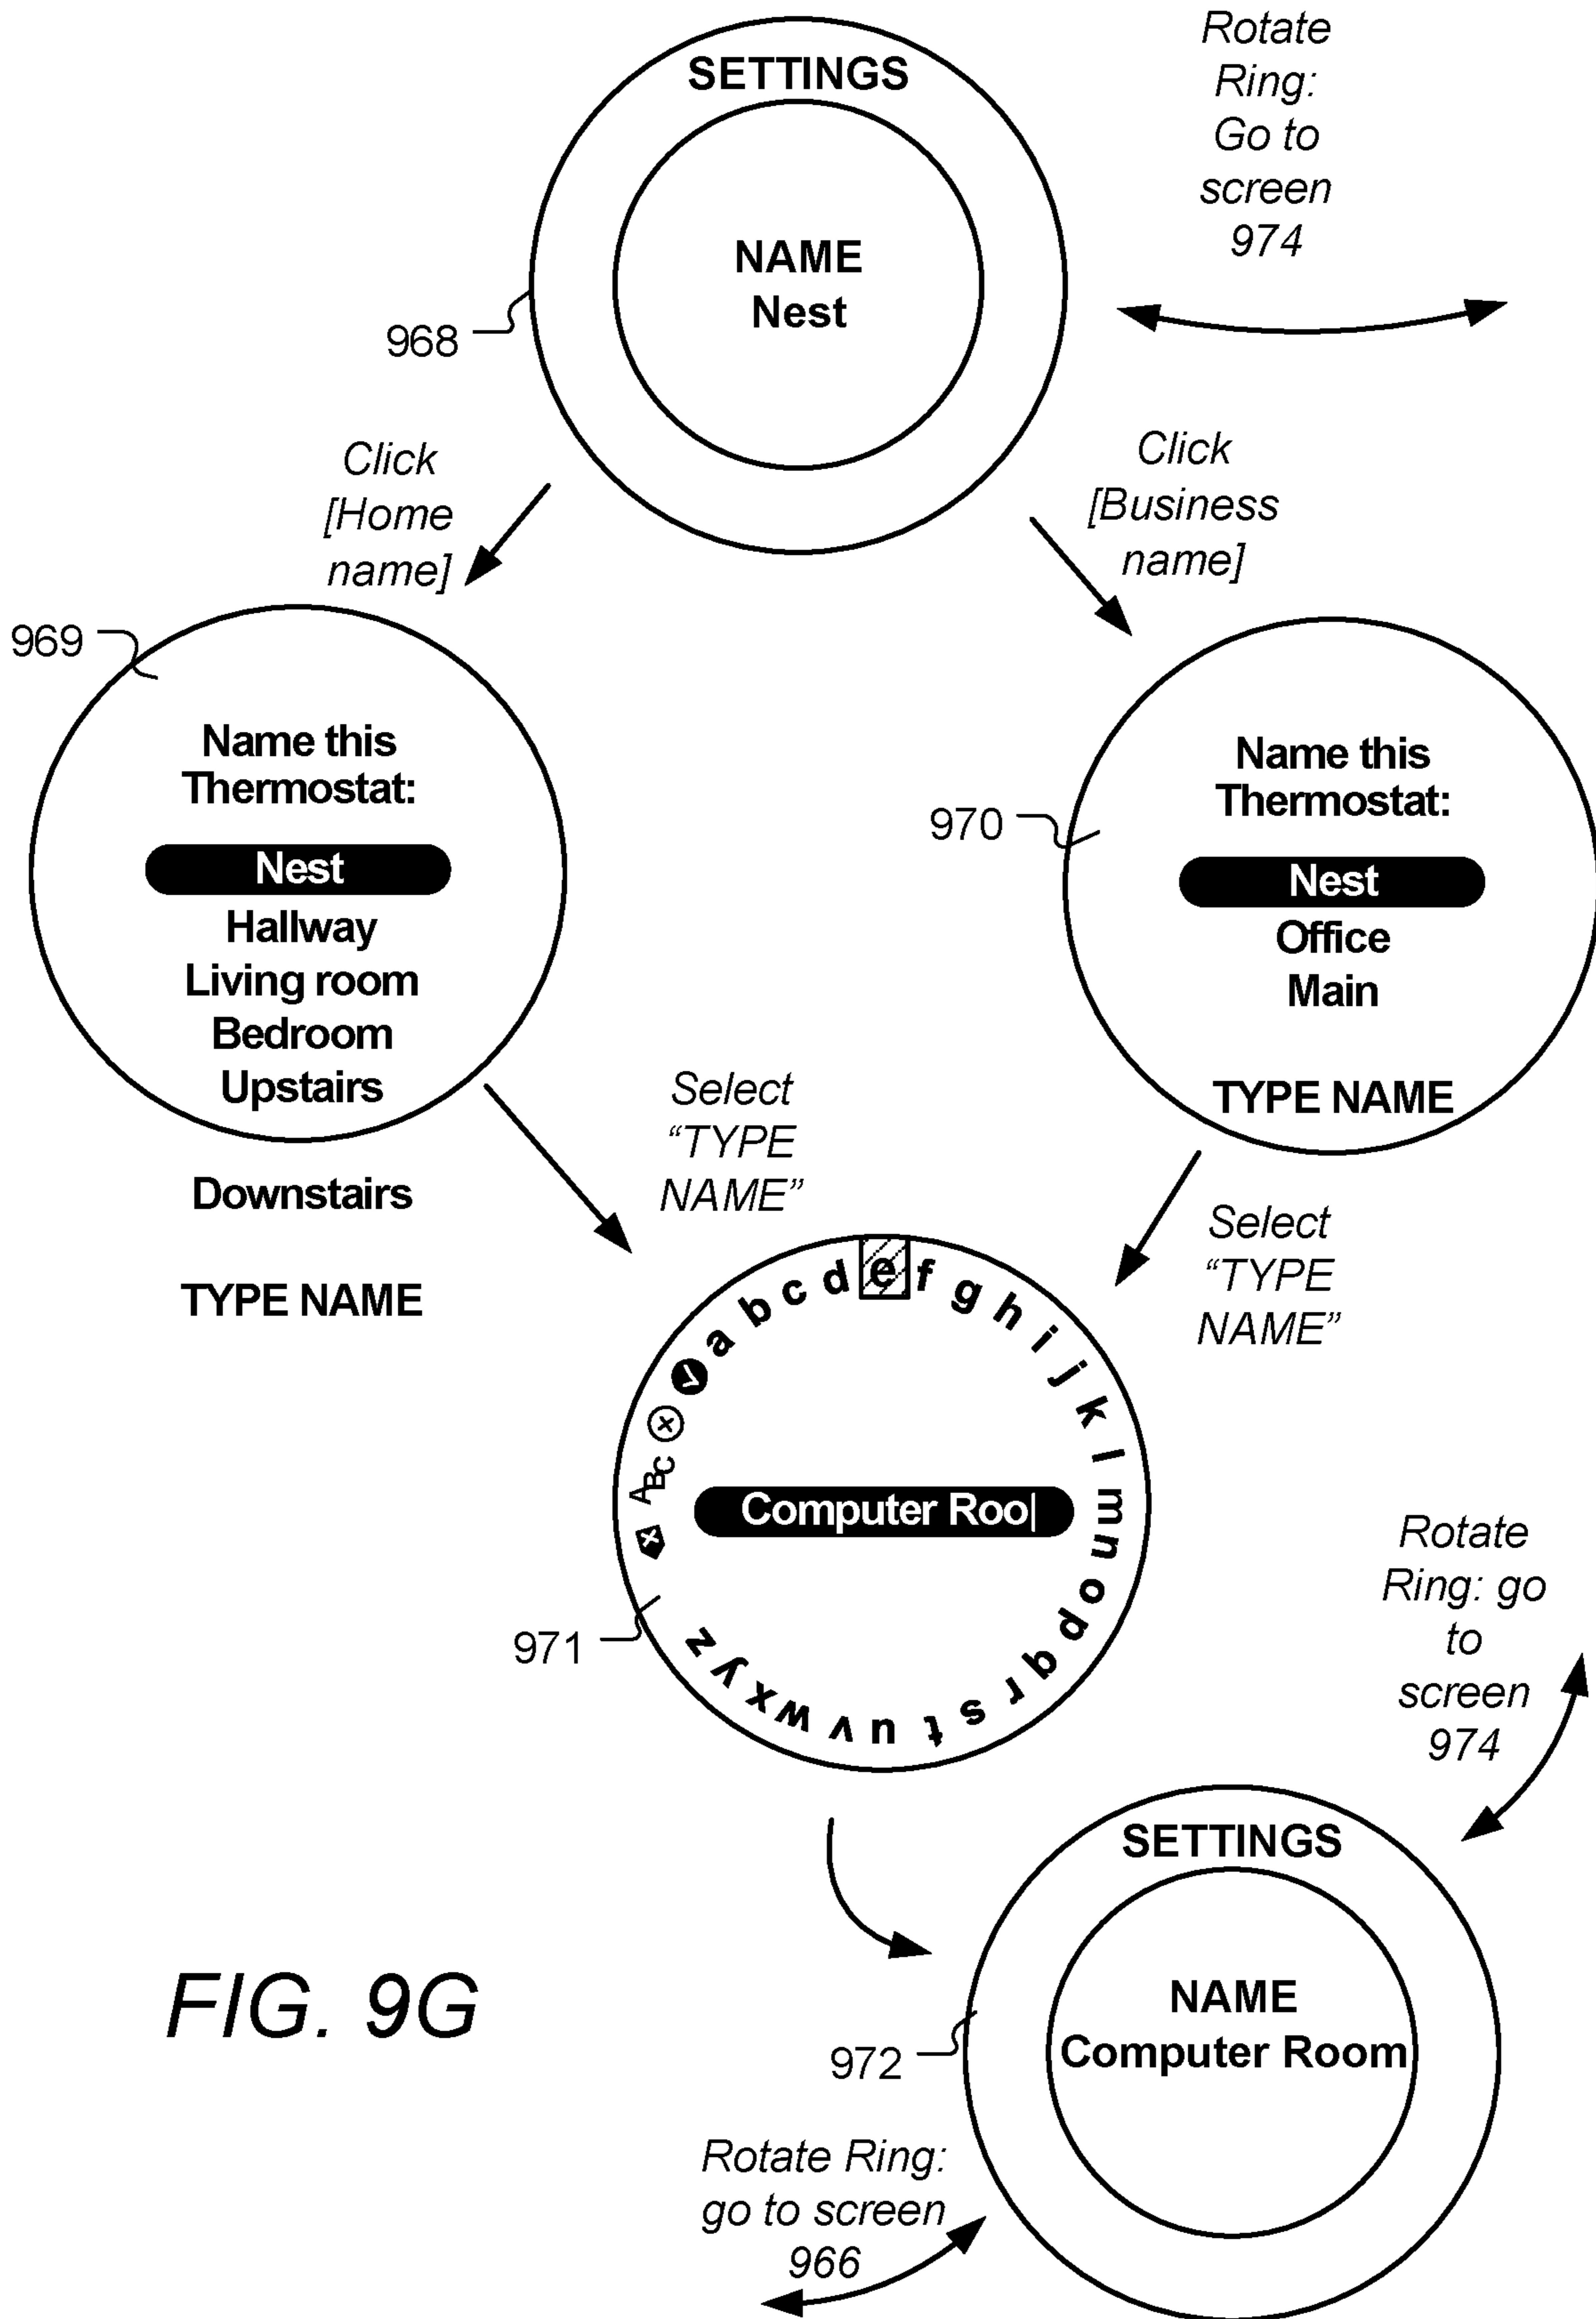 SETTINGS
NAME
Nest
968
Rotate
Ring:
Go to
screen
974
Click
[Home
name]
Click
[Business
name]
969
Name this
Thermostat:
Nest
Hallway
Living room
Bedroom
Upstairs
Downstairs
TYPE NAME
970
Name this
Thermostat:
Nest
Office
Main
TYPE NAME
Select
“TYPE
NAME”
Select
“TYPE
NAME”
a b c d e f g h i j k l m n o p q r s t u v w x y z
ABC
Computer Roo
971
Rotate
Ring: go
to
screen
974
SETTINGS
NAME
Computer Room
972
Rotate Ring:
go to screen
966
FIG. 9G